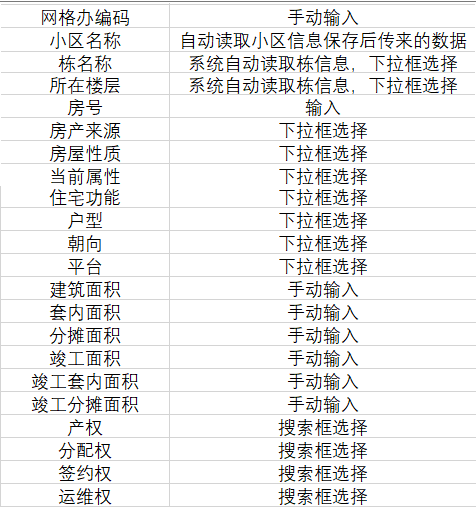 网格办编码 手动输入
小区名称 自动读取小区信息保存后传来的数据
栋名称 系统自动读取栋信息，下拉框选择
所在楼层 系统自动读取栋信息，下拉框选择
房号 输入
房产来源 下拉框选择
房屋性质 下拉框选择
当前属性 下拉框选择
住宅功能 下拉框选择
户型 下拉框选择
朝向 下拉框选择
平台 下拉框选择
建筑面积 手动输入
套内面积 手动输入
分摊面积 手动输入
竣工面积 手动输入
竣工套内面积 手动输入
竣工分摊面积 手动输入
产权 搜索框选择
分配权 搜索框选择
签约权 搜索框选择
运维权 搜索框选择